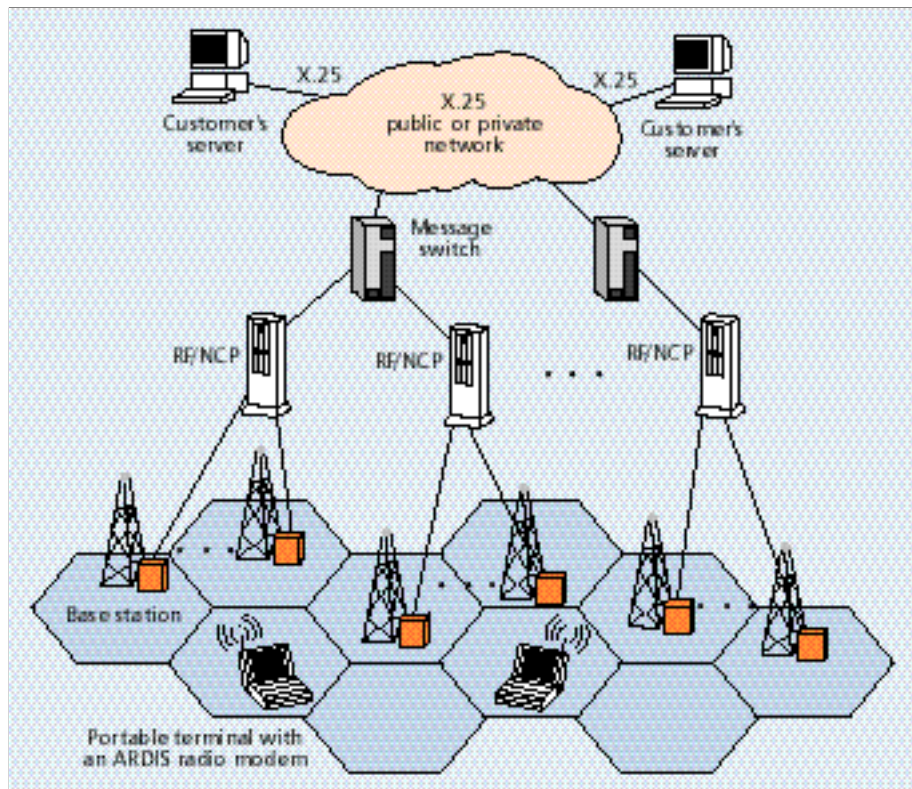 X.25
X.25
X.25
public or private
network
Customer's
server
Customer's
server
Message
switch
RF/NCP
RF/NCP
RF/NCP
. . .
. . .
. . .
. . .
Base station
Portable terminal with
an ARDIS radio modem